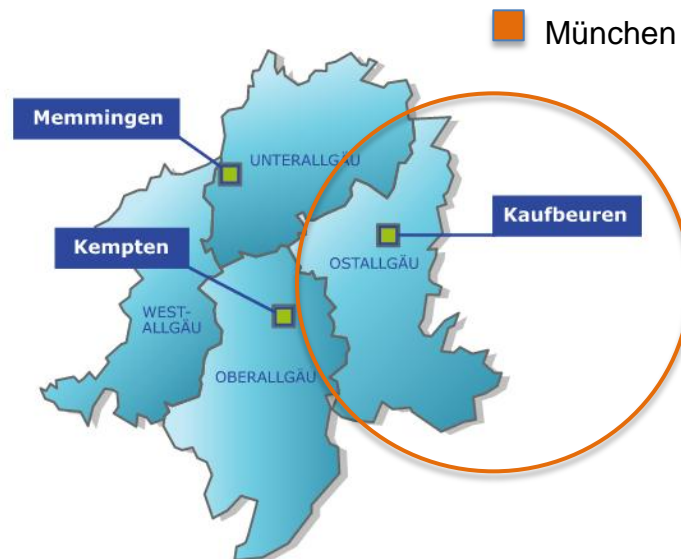 München
Memmingen
UNTERALLGÄU
Kaufbeuren
Kempten
OSTALLGÄU
WEST-
ALLGÄU
OBERALLGÄU